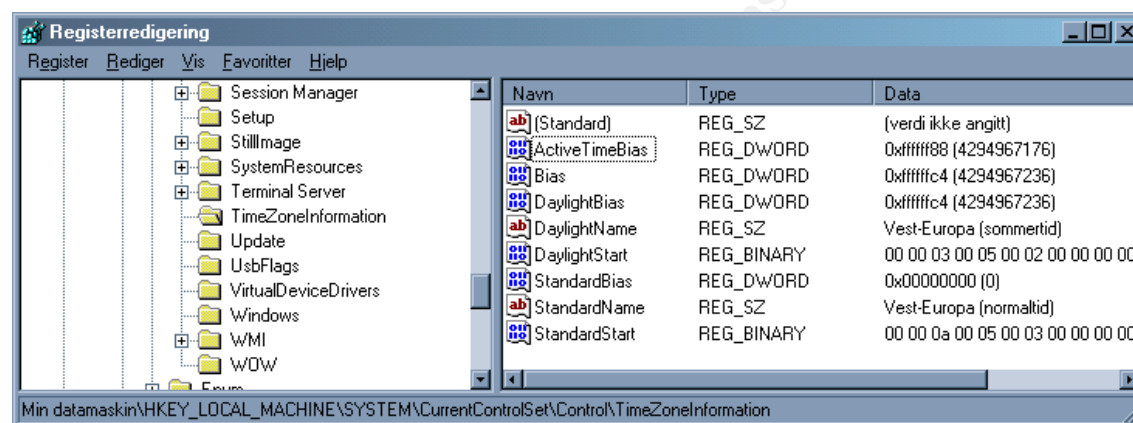 Registerredigering
Register Rediger Vis Favoritter Hjelp
Session Manager
Setup
StillImage
SystemResources
Terminal Server
TimeZoneInformation
Update
UsbFlags
VirtualDeviceDrivers
Windows
WMI
WOW
Enum
Navn Type Data
(Standard) REG_SZ (verdi ikke angitt)
ActiveTimeBias REG_DWORD 0xffffff88 (4294967176)
Bias REG_DWORD 0xffffffc4 (4294967236)
DaylightBias REG_DWORD 0xffffffc4 (4294967236)
DaylightName REG_SZ Vest-Europa (sommertid)
DaylightStart REG_BINARY 00 00 03 00 05 00 02 00 00 00 00
StandardBias REG_DWORD 0x00000000 (0)
StandardName REG_SZ Vest-Europa (normaltid)
StandardStart REG_BINARY 00 00 0a 00 05 00 03 00 00 00 00
Min datamaskin\HKEY_LOCAL_MACHINE\SYSTEM\CurrentControlSet\Control\TimeZoneInformation